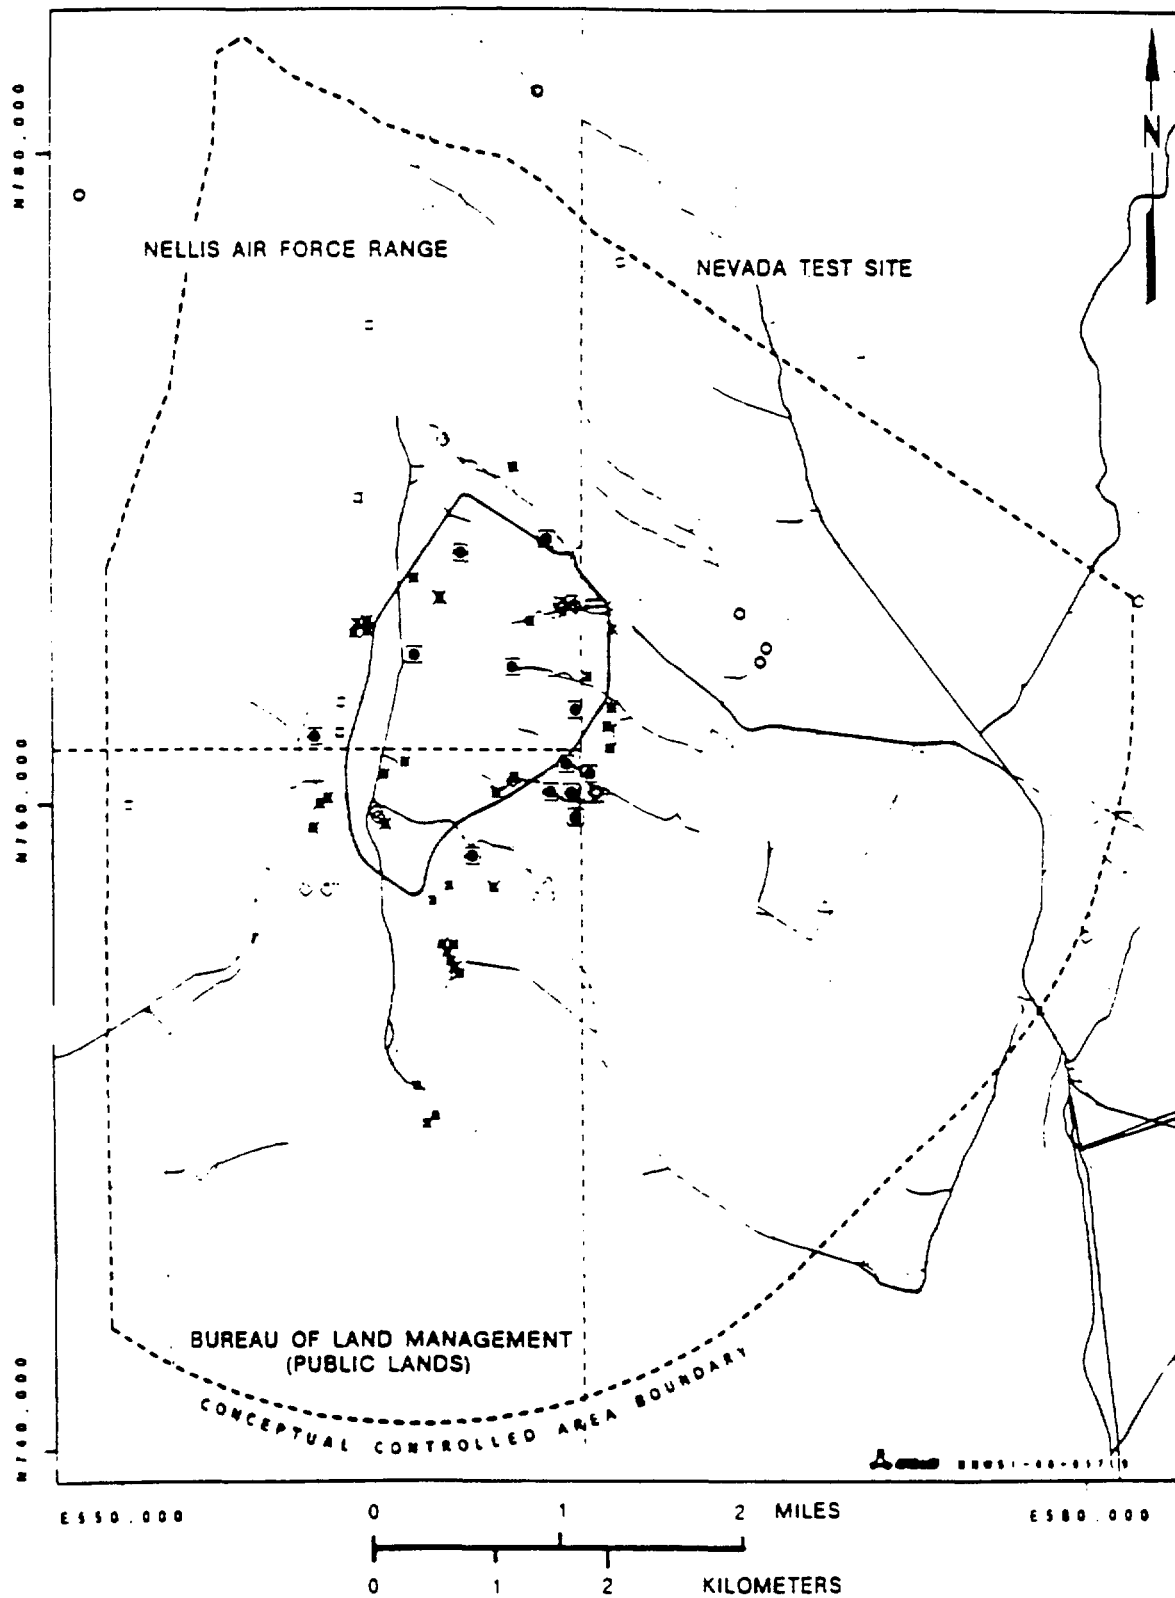 N780.000
N
NELLIS AIR FORCE RANGE
NEVADA TEST SITE
N760.000
BUREAU OF LAND MANAGEMENT
(PUBLIC LANDS)
CONCEPTUAL CONTROLLED AREA BOUNDARY
N740.000
E550.000
E580.000
0 1 2 MILES
0 1 2 KILOMETERS